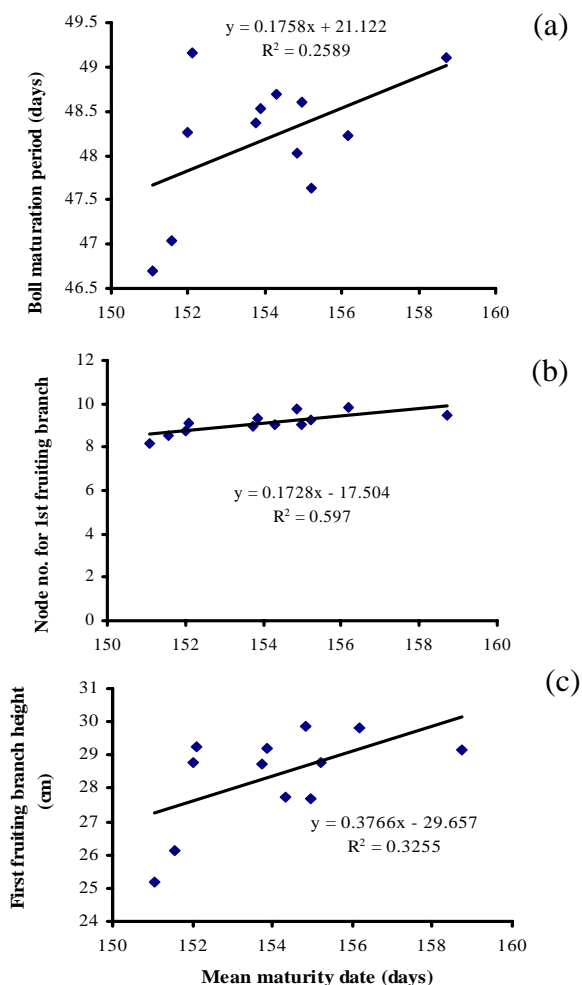 (a)
y = 0.1758x + 21.122
R² = 0.2589
Boll maturation period (days)
49.5
49
48.5
48
47.5
47
46.5
150 152 154 156 158 160
(b)
Node no. for 1st fruiting branch
12
10
8
6
4
2
0
y = 0.1728x - 17.504
R² = 0.597
150 152 154 156 158 160
(c)
First fruiting branch height
(cm)
31
30
29
28
27
26
25
24
y = 0.3766x - 29.657
R² = 0.3255
150 152 154 156 158 160
Mean maturity date (days)